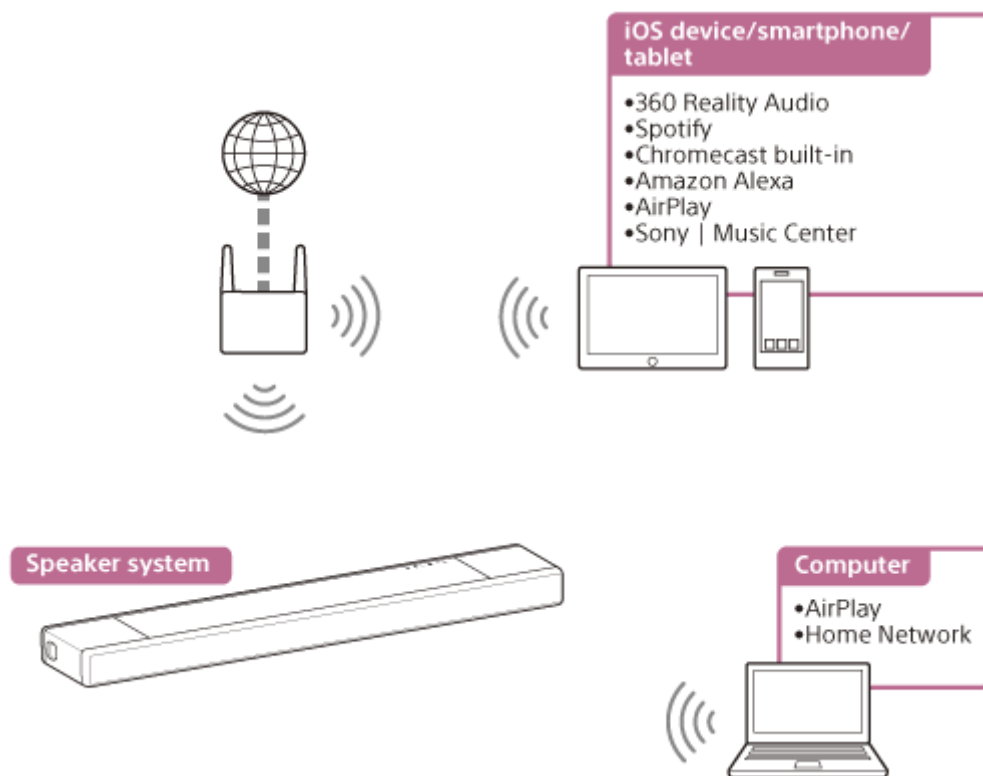 iOS device/smartphone/
tablet
•360 Reality Audio
•Spotify
•Chromecast built-in
•Amazon Alexa
•AirPlay
•Sony | Music Center
Speaker system
Computer
•AirPlay
•Home Network